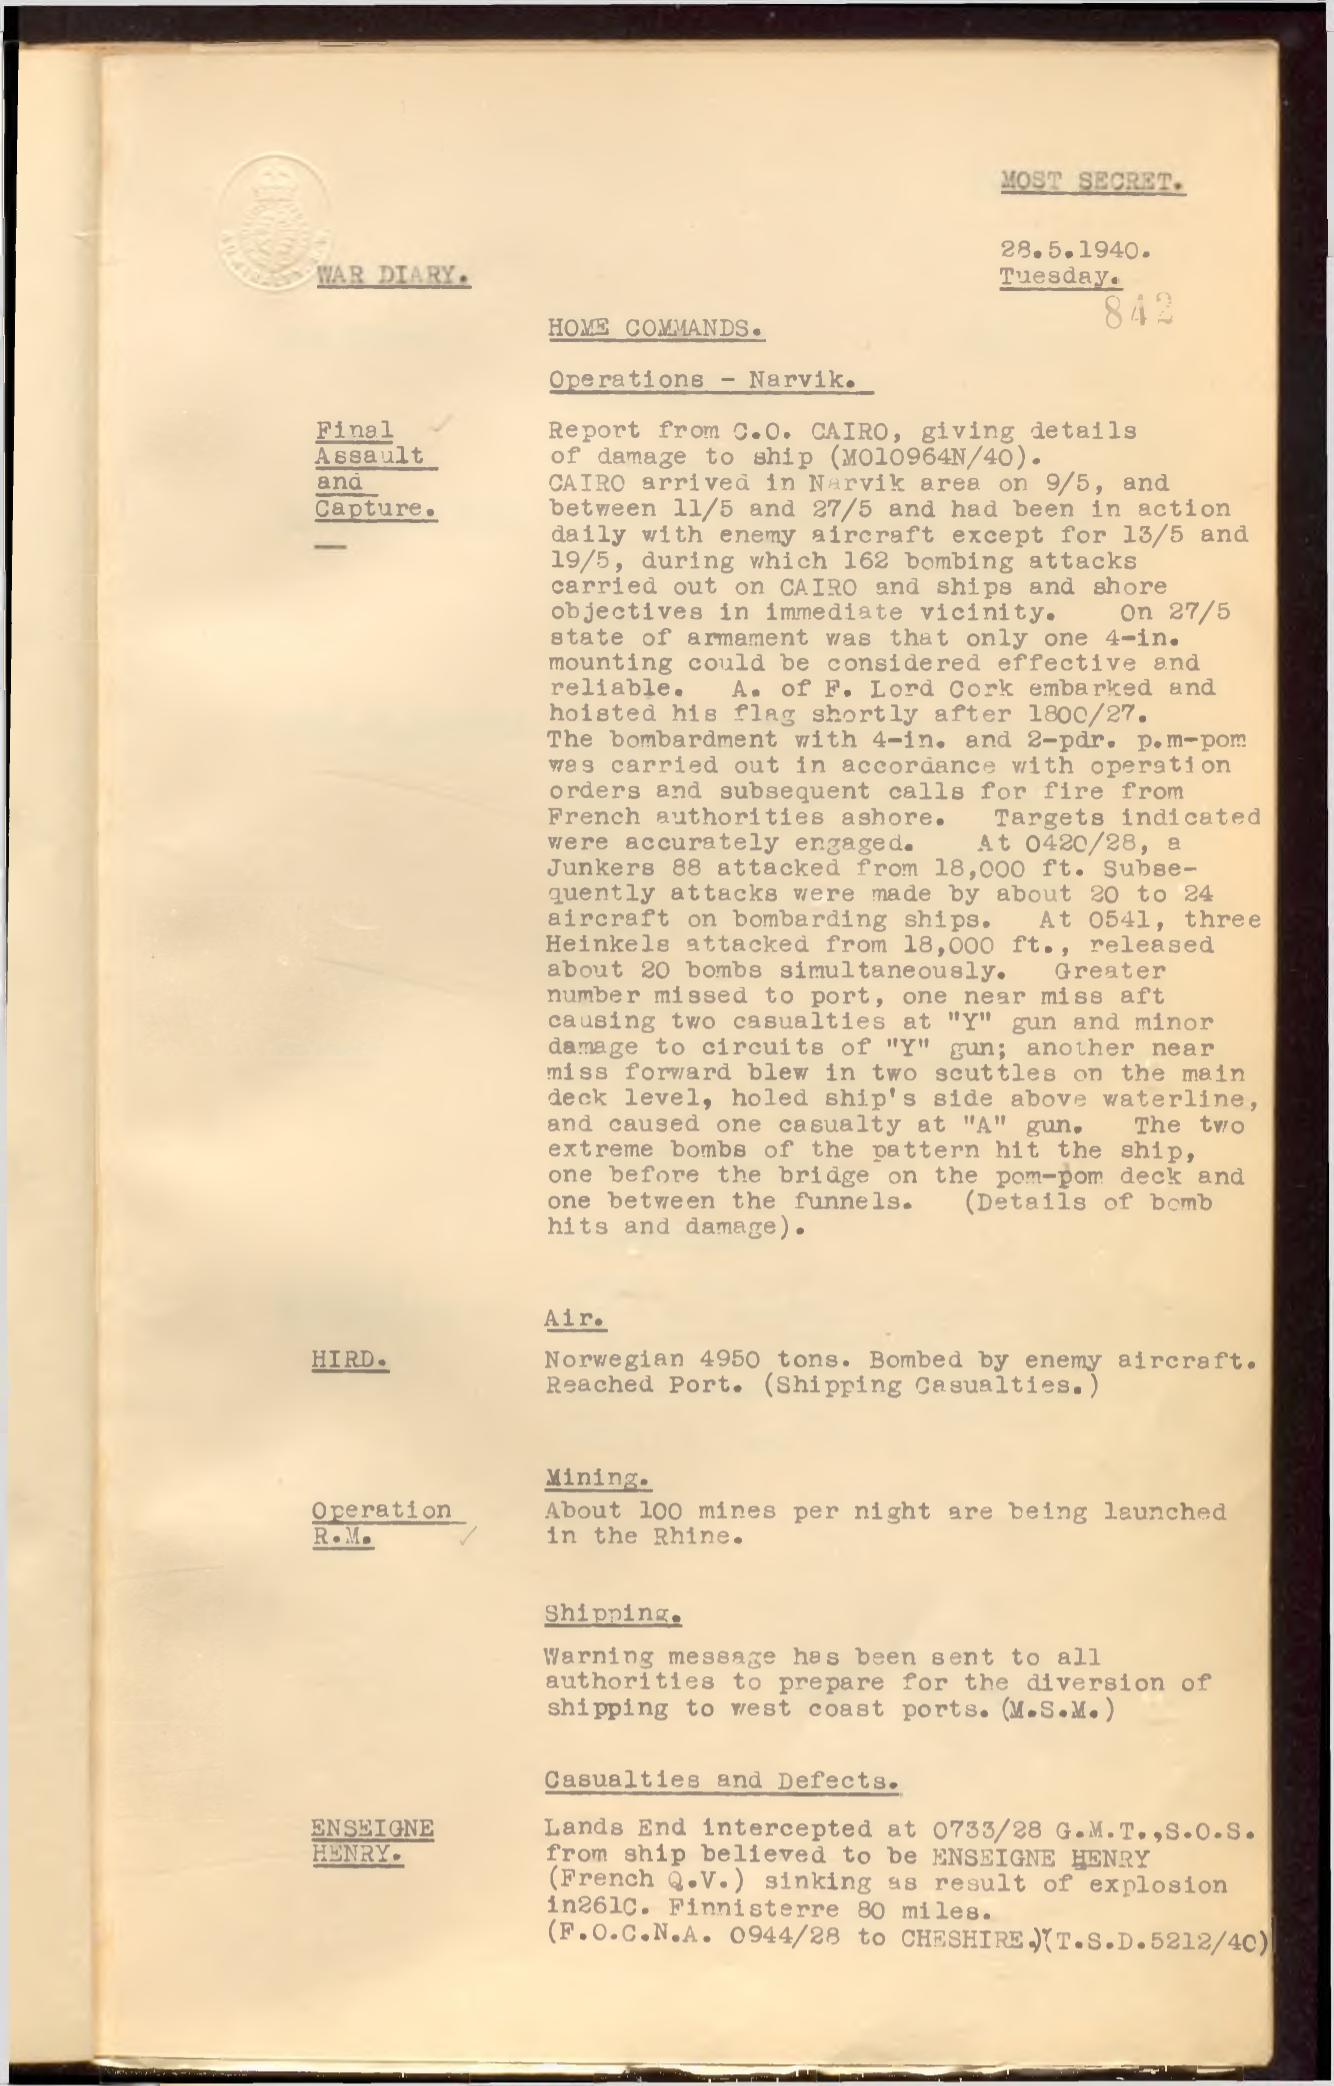 MOST SECRET.
28.5.1940.
WAR DIARY.
Tuesday.
842
HOME COMMANDS.
Operations - Narvik.
Final
Assault
and
Capture.
Report from C.O. CAIRO, giving details
of damage to ship (M010964N/40).
CAIRO arrived in Narvik area on 9/5, and
between 11/5 and 27/5 and had been in action
daily with enemy aircraft except for 13/5 and
19/5, during which 162 bombing attacks
carried out on CAIRO and ships and shore
objectives in immediate vicinity. On 27/5
state of armament was that only one 4-in.
mounting could be considered effective and
reliable. A. of F. Lord Cork embarked and
hoisted his flag shortly after 1800/27.
The bombardment with 4-in. and 2-pdr. p.m-pom
was carried out in accordance with operation
orders and subsequent calls for fire from
French authorities ashore. Targets indicated
were accurately engaged. At 0420/28, a
Junkers 88 attacked from 18,000 ft. Subse-
quently attacks were made by about 20 to 24
aircraft on bombarding ships. At 0541, three
Heinkels attacked from 18,000 ft., released
about 20 bombs simultaneously. Greater
number missed to port, one near miss aft
causing two casualties at "Y" gun and minor
damage to circuits of "Y" gun; another near
miss forward blew in two scuttles on the main
deck level, holed ship's side above waterline,
and caused one casualty at "A" gun. The two
extreme bombs of the pattern hit the ship,
one before the bridge on the pom-pom deck and
one between the funnels. (Details of bomb
hits and damage).
Air.
HIRD.
Norwegian 4950 tons. Bombed by enemy aircraft.
Reached Port. (Shipping Casualties.)
Mining.
Operation
R.M.
About 100 mines per night are being launched
in the Rhine.
Shipping.
Warning message has been sent to all
authorities to prepare for the diversion of
shipping to west coast ports. (M.S.M.)
Casualties and Defects.
ENSEIGNE
HENRY.
Lands End intercepted at 0733/28 G.M.T.,S.O.S.
from ship believed to be ENSEIGNE HENRY
(French Q.V.) sinking as result of explosion
in261C. Finnisterre 80 miles.
(F.O.C.N.A. 0944/28 to CHESHIRE.)(T.S.D.5212/40)